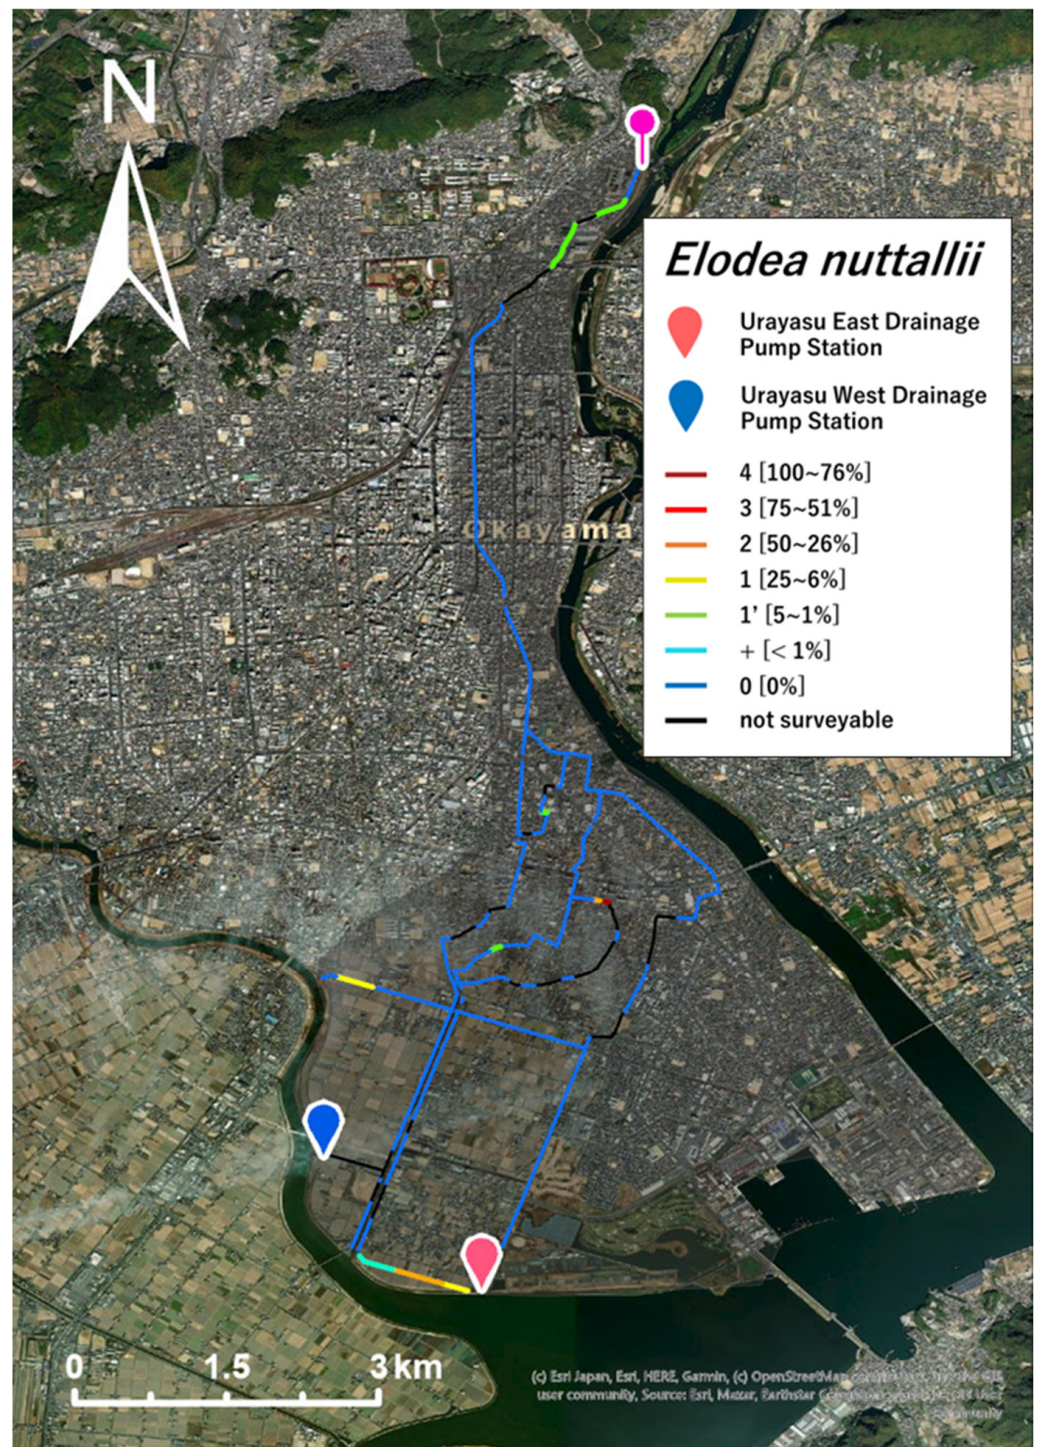 N
Elodea nuttallii
Urayasu East Drainage
Pump Station
Urayasu West Drainage
Pump Station
4 [100~76%]
3 [75~51%]
2 [50~26%]
1 [25~6%]
1’ [5~1%]
+ [< 1%]
0 [0%]
not surveyable
Okayama
0 1.5 3 km
(c) Esri Japan, Esri, HERE, Garmin, (c) OpenStreetMap
user community, Source: Esri, Maxar, Earthstar